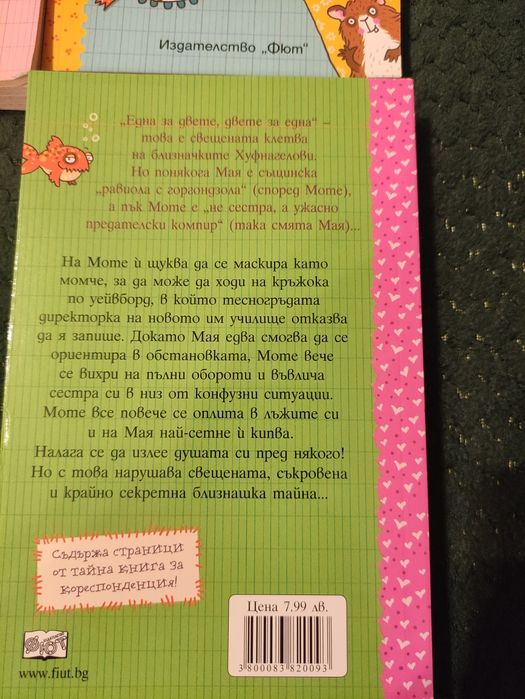 Издателство „Фют“
„Една за двете, двете за една“ –
това е свещената клетва
на близначките Хуфнагелови.
Но понякога Мая е същинска
„равиола с горгондзола“ (според Моте),
а пък Моте е „не сестра, а ужасно
предателски компир“ (така смята Мая)...
На Моте ѝ щуква да се маскира като
момче, за да може да ходи на кръжока
по уейвборд, в който тесногръдата
директорка на новото им училище отказва
да я запише. Докато Мая едва смогва да се
ориентира в обстановката, Моте вече
се вихри на пълни обороти и въвлича
сестра си в низ от конфузни ситуации.
Моте все повече се оплита в лъжите си
и на Мая най-сетне ѝ кипва.
Налага се да излее душата си пред някого!
Но с това нарушава свещената, съкровена
и крайно секретна близнашка тайна...
Съдържа страници
от тайна книга за
кореспонденция!
Цена 7.99 лв.
3 800083 820093
ФЮТ
www.fiut.bg